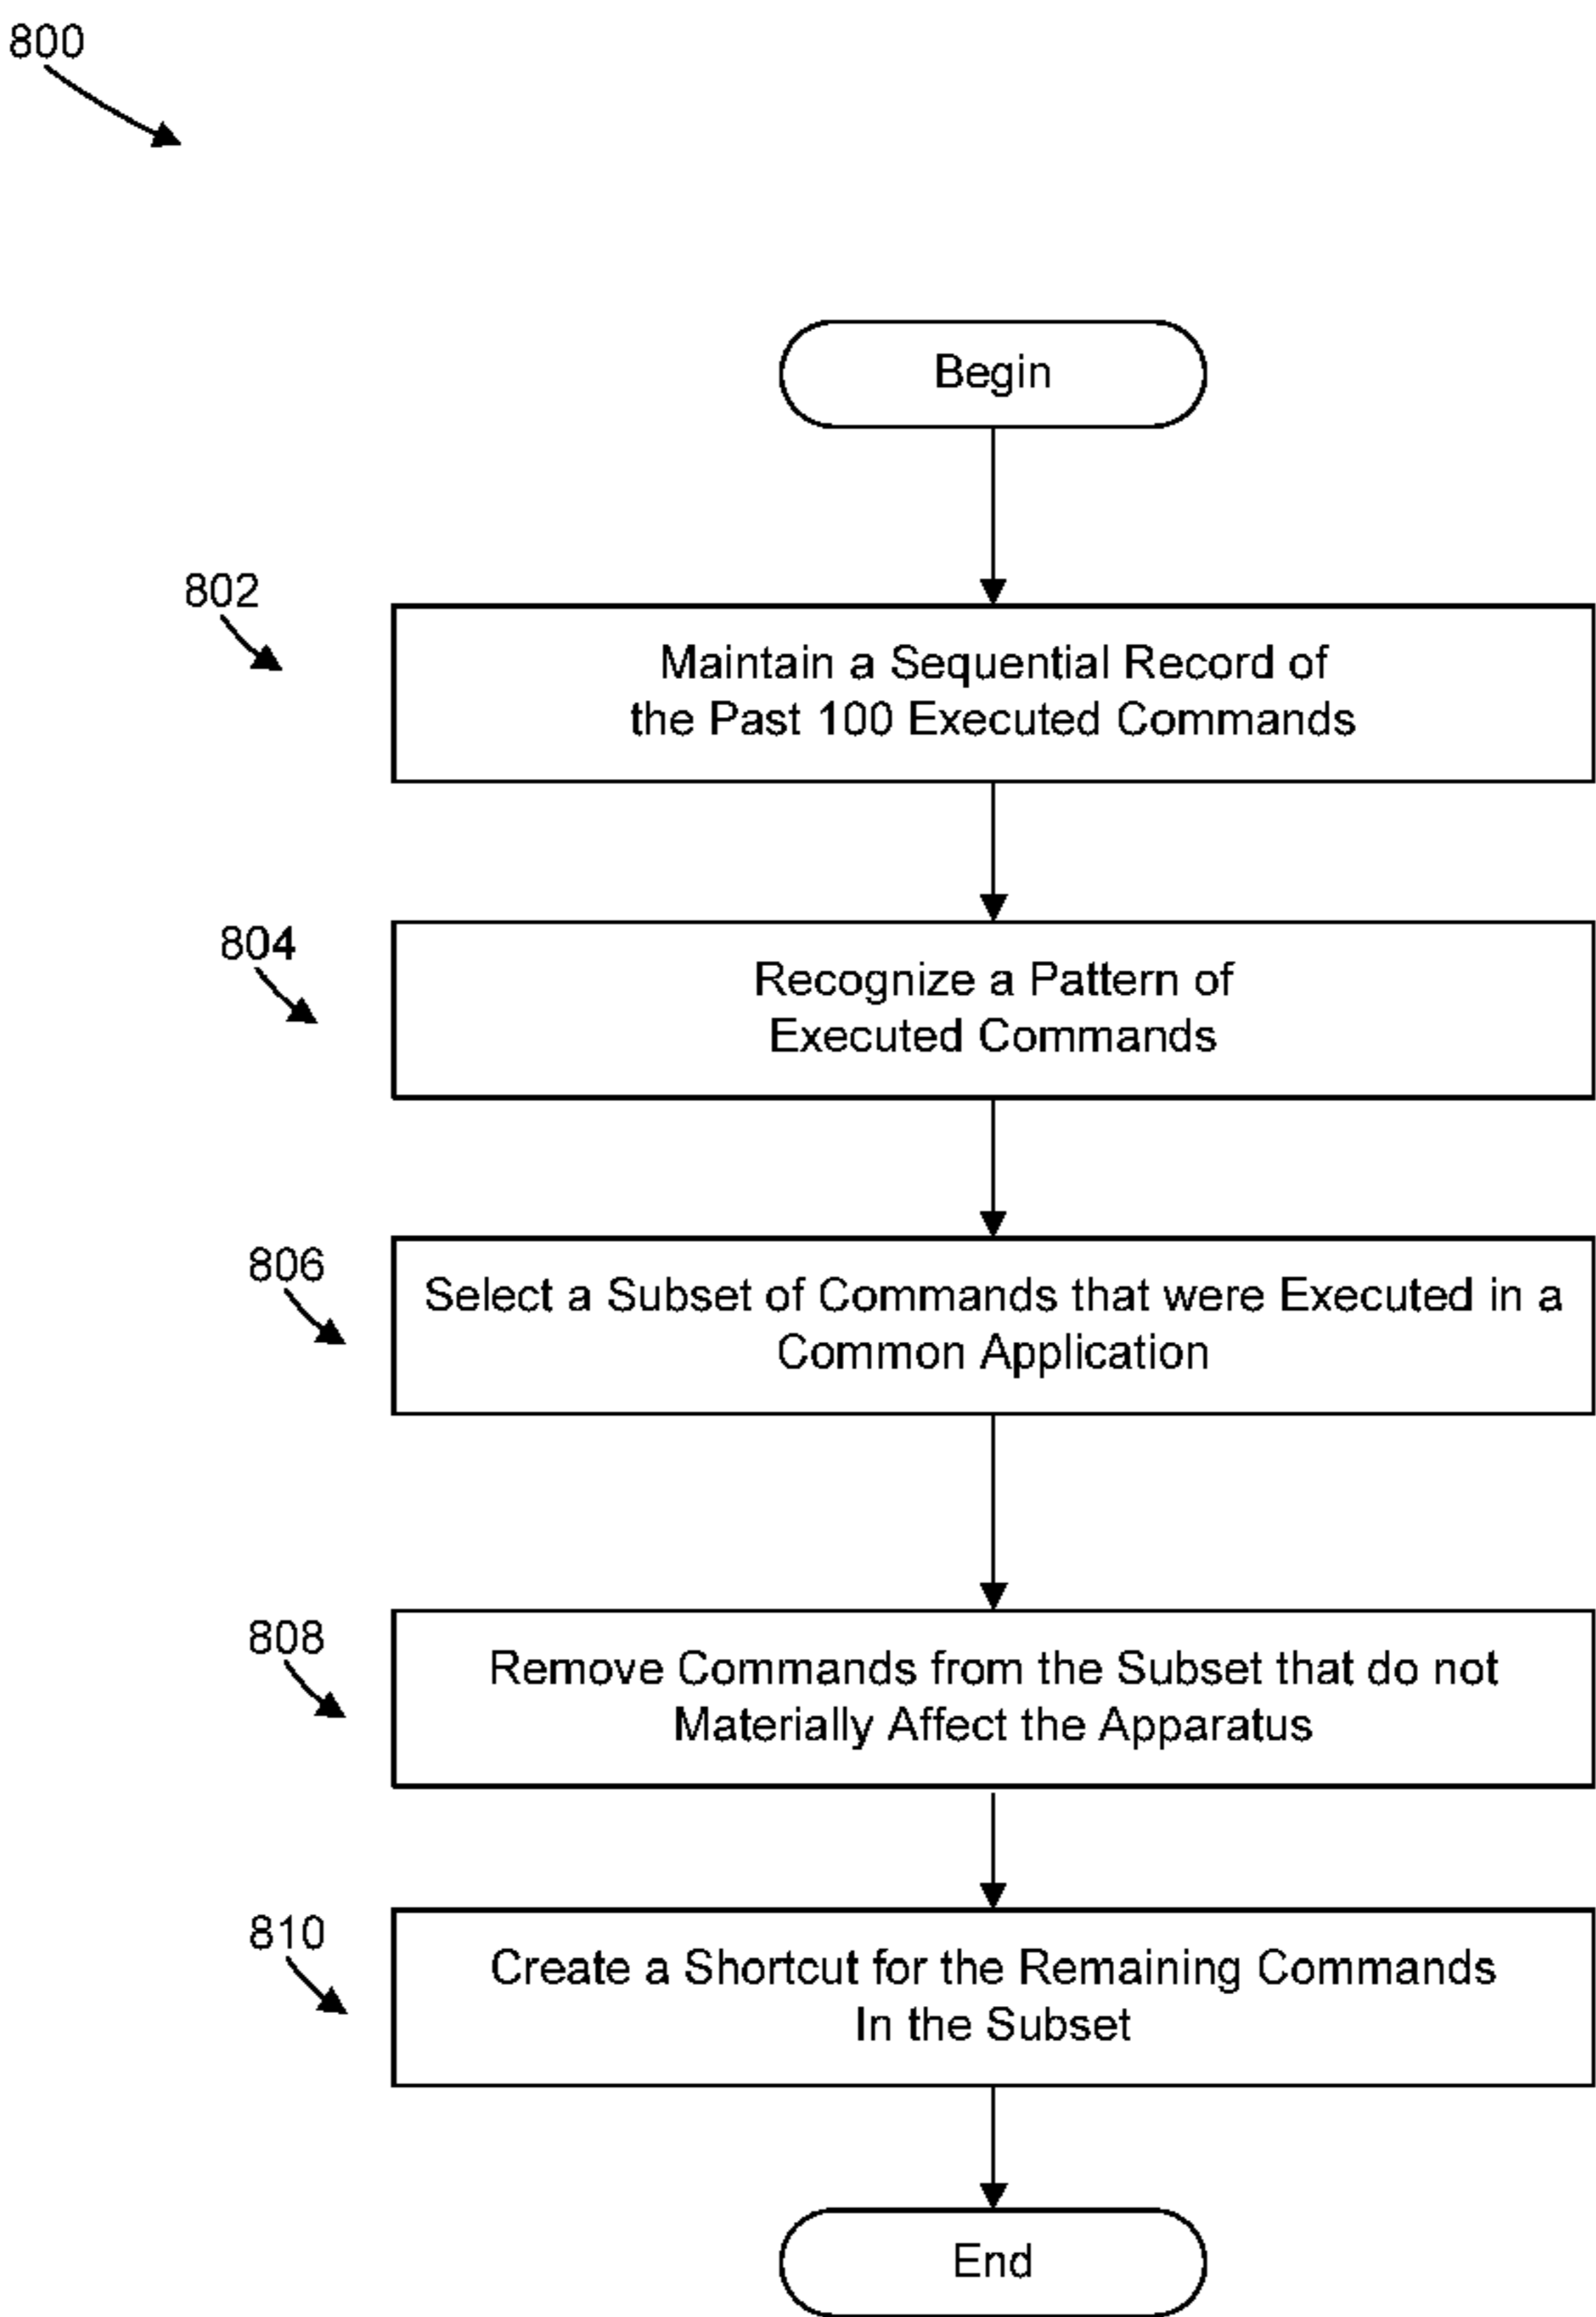 800
Begin
802
Maintain a Sequential Record of
the Past 100 Executed Commands
804
Recognize a Pattern of
Executed Commands
806
Select a Subset of Commands that were Executed in a
Common Application
808
Remove Commands from the Subset that do not
Materially Affect the Apparatus
810
Create a Shortcut for the Remaining Commands
In the Subset
End